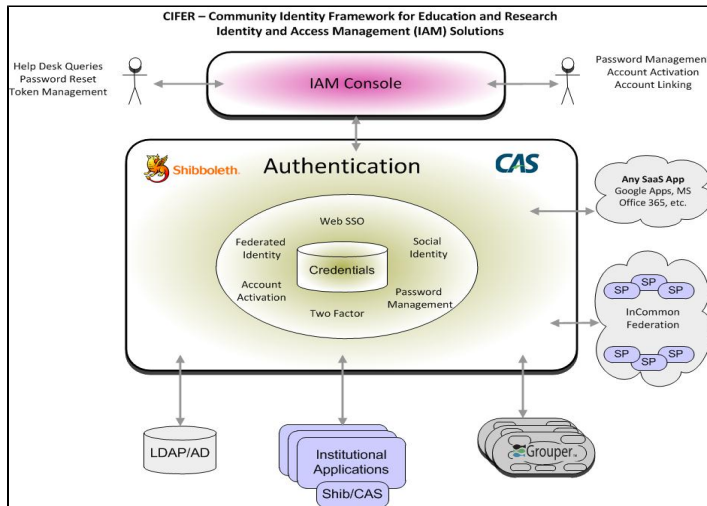 CIFER – Community Identity Framework for Education and Research
Identity and Access Management (IAM) Solutions
Help Desk Queries
Password Reset
Token Management
IAM Console
Password Management
Account Activation
Account Linking
Shibboleth.
Authentication
CAS
Any SaaS App
Google Apps, MS
Office 365, etc.
Web SSO
Federated
Identity
Social
Identity
Credentials
Account
Activation
Password
Management
Two Factor
SP
SP
SP
InCommon
Federation
SP
SP
SP
LDAP/AD
Institutional
Applications
Shib/CAS
Grouper™